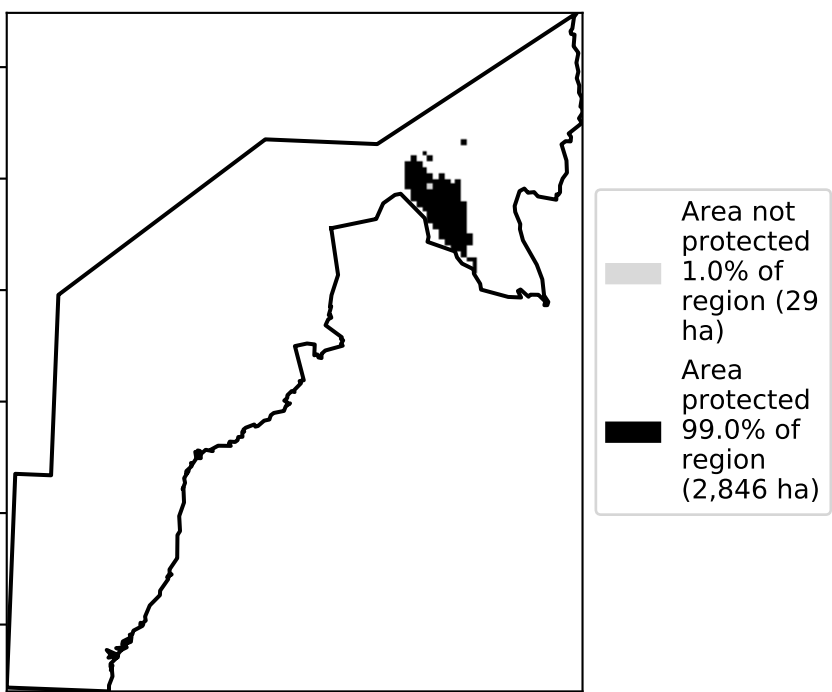 Area not
protected
1.0% of
region (29
ha)
Area
protected
99.0% of
region
(2,846 ha)